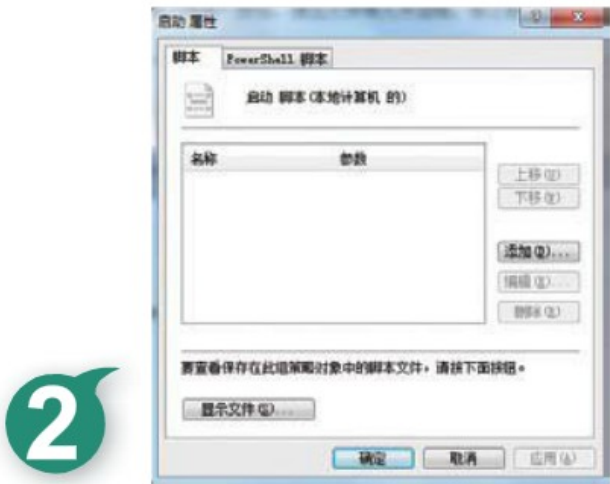 启动 属性
脚本 PowerShell 脚本
启动 脚本(本地计算机 的)
名称 参数
上移(U)
下移(N)
添加(D)...
编辑(E)...
删除(R)
要查看保存在此组策略对象中的脚本文件，请按下面按钮。
显示文件(S)...
2
确定 取消 应用(A)